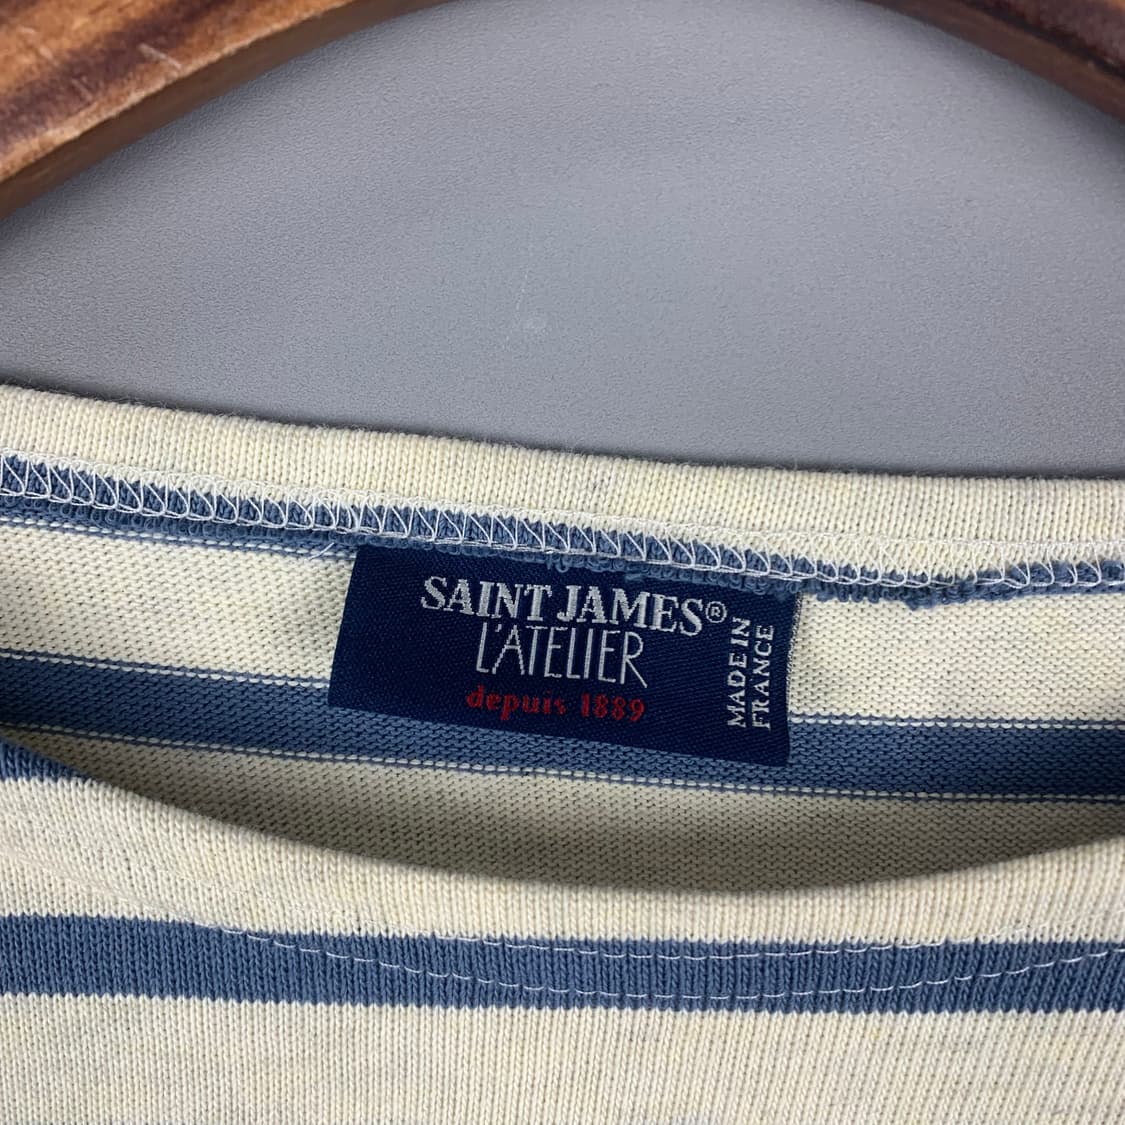 SAINT JAMES®
L'ATELIER
depuis 1889
MADE IN
FRANCE